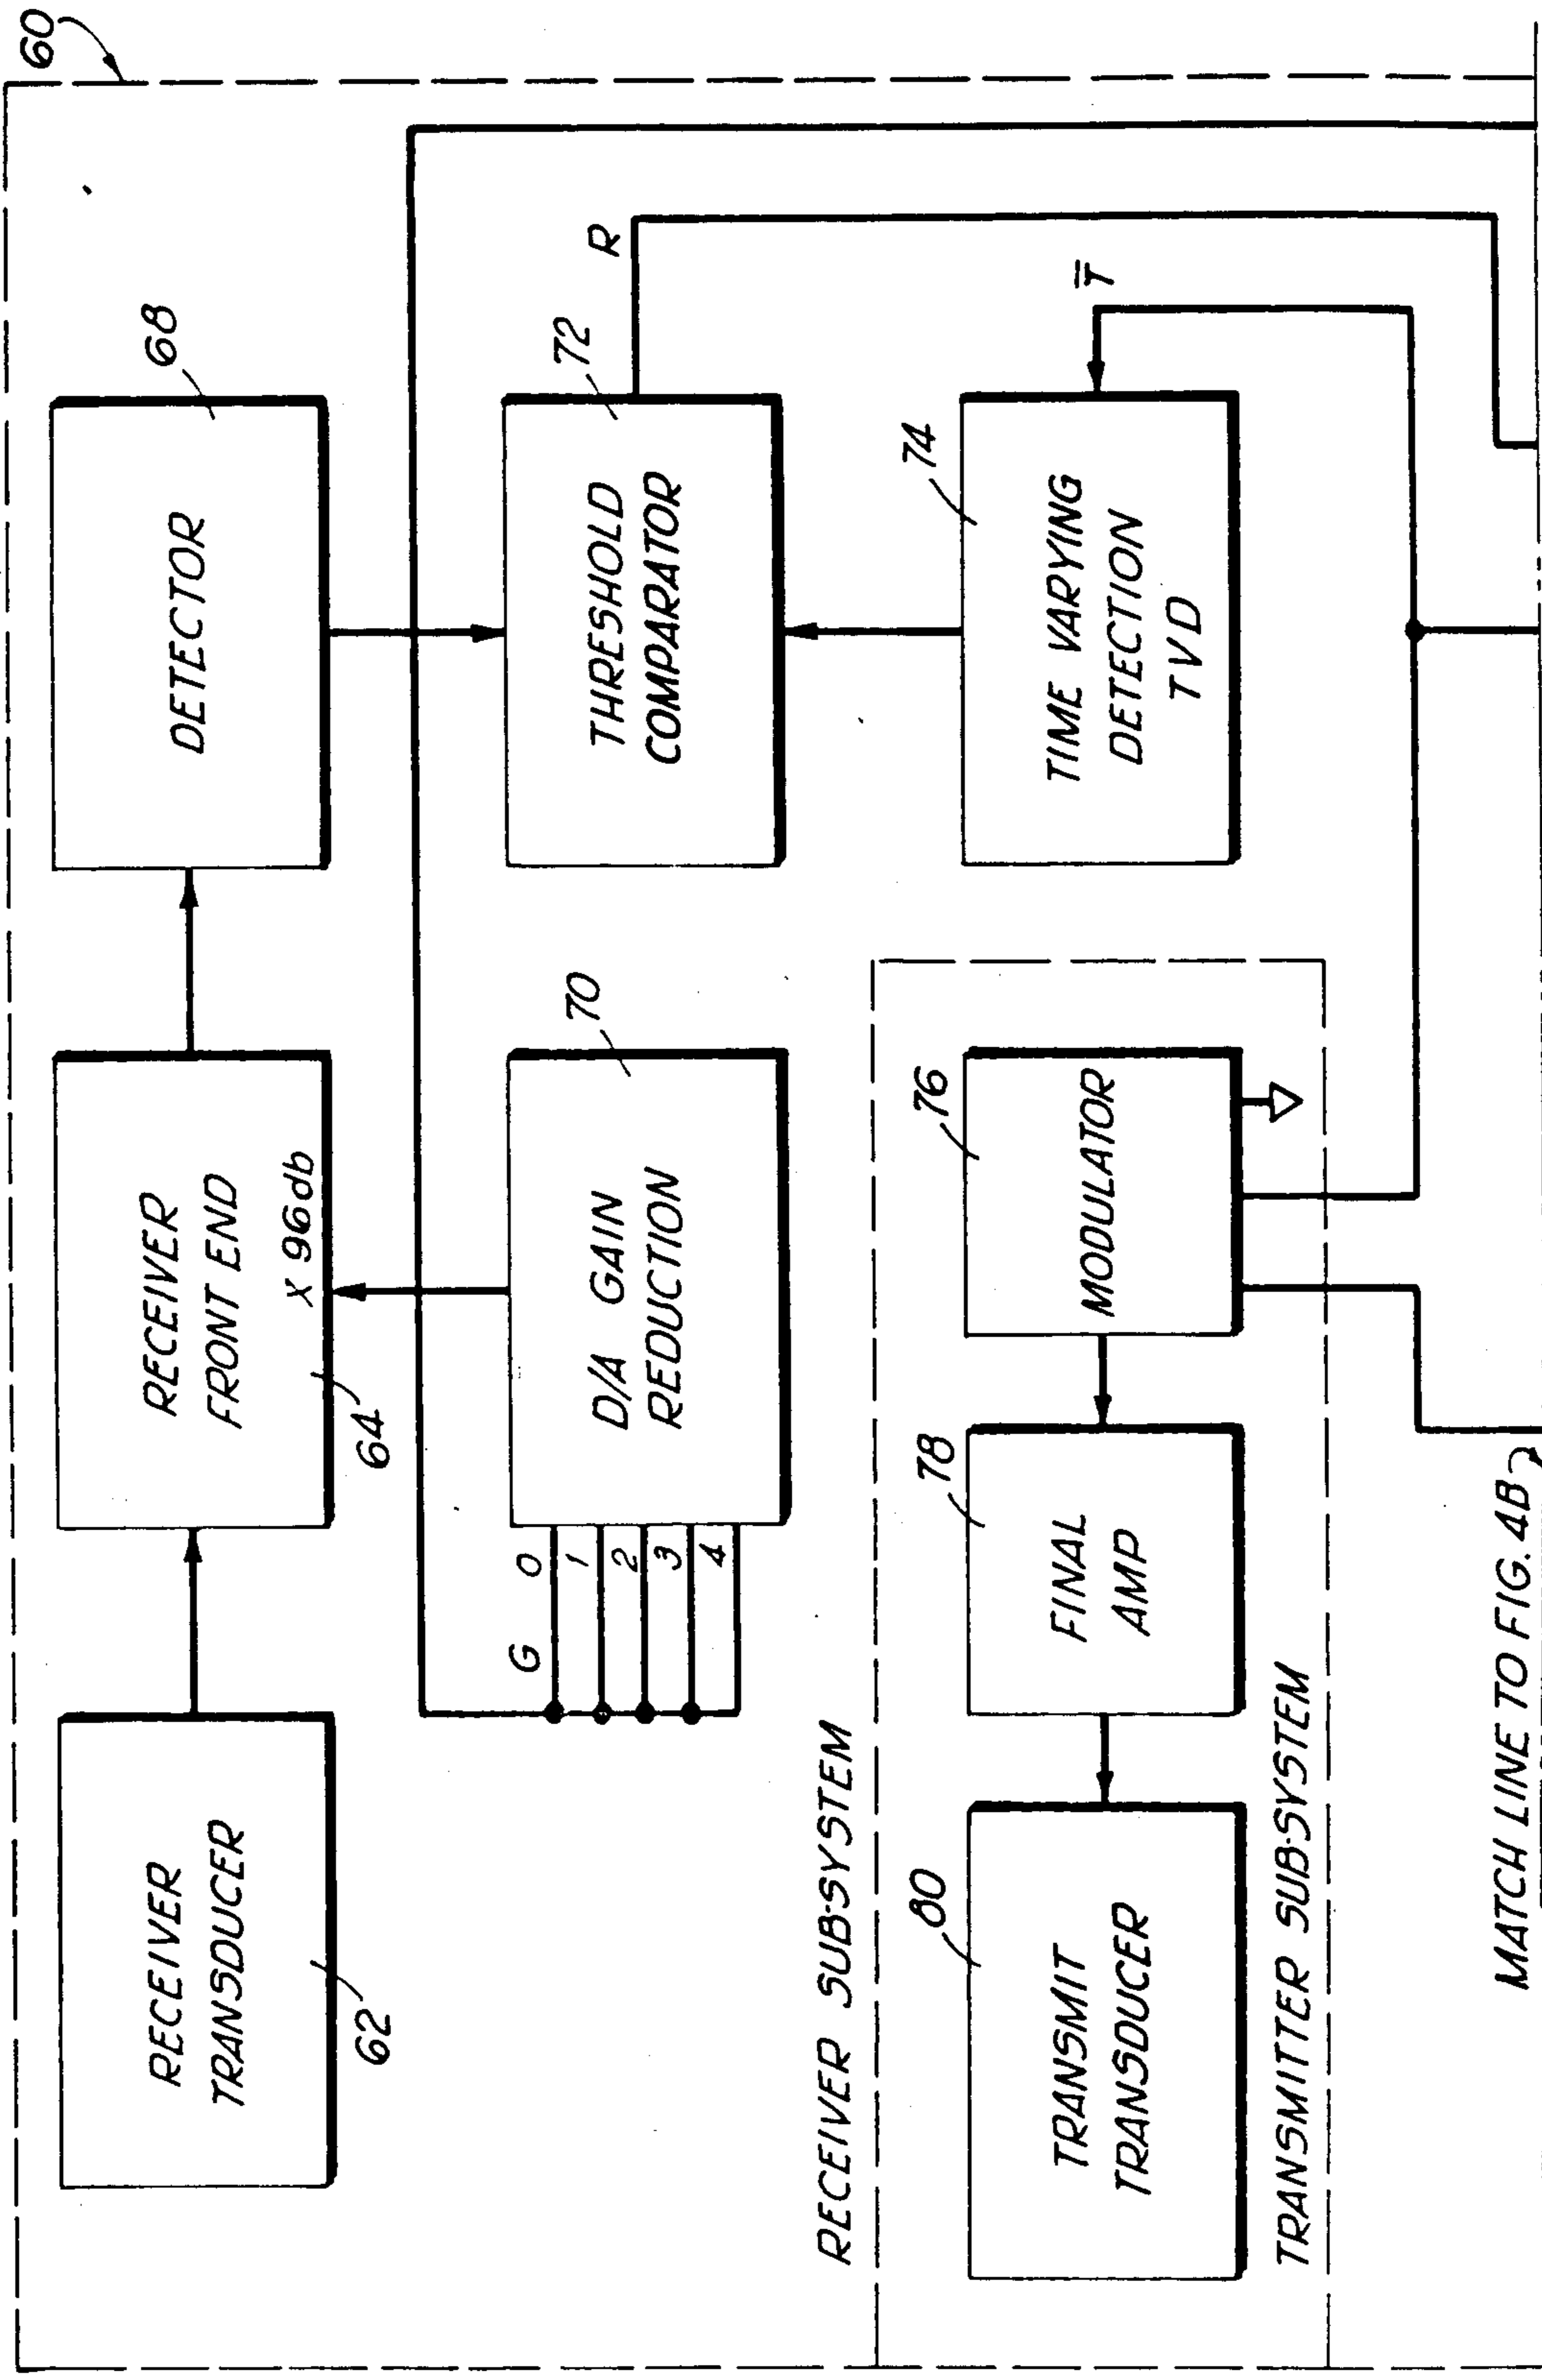 60
RECEIVER
TRANSDUCER
62
RECEIVER
FRONT END
X 96db
64
DETECTOR
68
G
0
1
2
3
4
D/A GAIN
REDUCTION
70
THRESHOLD
COMPARATOR
72
R
RECEIVER SUB-SYSTEM
TRANSMIT
TRANSDUCER
80
FINAL
AMP
78
MODULATOR
76
TIME VARYING
DETECTION
TVD
74
T̅
TRANSMITTER SUB-SYSTEM
MATCH LINE TO FIG. 4B